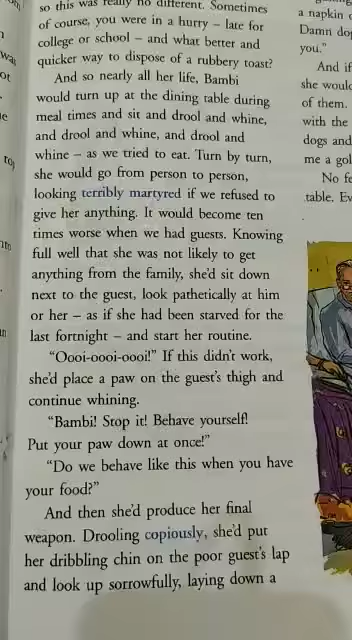 so this was really no different. Sometimes
of course, you were in a hurry – late for
college or school – and what better and
quicker way to dispose of a rubbery toast?
And so nearly all her life, Bambi
would turn up at the dining table during
meal times and sit and drool and whine,
and drool and whine, and drool and
whine – as we tried to eat. Turn by turn,
she would go from person to person,
looking terribly martyred if we refused to
give her anything. It would become ten
times worse when we had guests. Knowing
full well that she was not likely to get
anything from the family, she'd sit down
next to the guest, look pathetically at him
or her – as if she had been starved for the
last fortnight – and start her routine.
"Oooi-oooi-oooi!" If this didn't work,
she'd place a paw on the guest's thigh and
continue whining.
"Bambi! Stop it! Behave yourself!
Put your paw down at once!"
"Do we behave like this when you have
your food?"
And then she'd produce her final
weapon. Drooling copiously, she'd put
her dribbling chin on the poor guest's lap
and look up sorrowfully, laying down a
a napkin
Damn
you."
And if
she
of them.
with the
dogs and
me a
No
table.